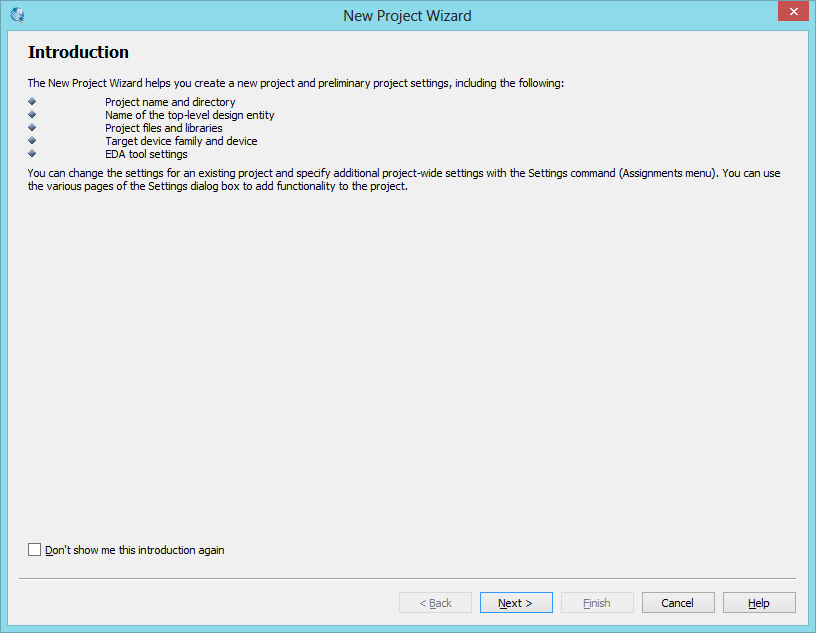 New Project Wizard
Introduction
The New Project Wizard helps you create a new project and preliminary project settings, including the following:
Project name and directory
Name of the top-level design entity
Project files and libraries
Target device family and device
EDA tool settings
You can change the settings for an existing project and specify additional project-wide settings with the Settings command (Assignments menu). You can use
the various pages of the Settings dialog box to add functionality to the project.
Don't show me this introduction again
< Back Next > Finish Cancel Help